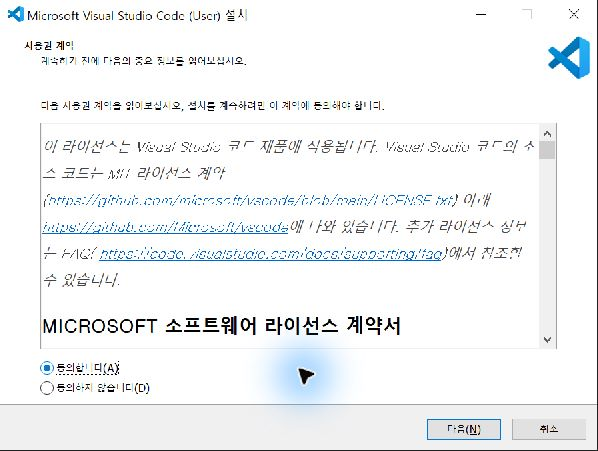 Microsoft Visual Studio Code (User) 설치
사용권 계약
계속하기 전에 다음의 중요 정보를 읽어보십시오.
다음 사용권 계약을 읽어보십시오, 설치를 계속하려면 이 계약에 동의해야 합니다.
이 라이선스는 Visual Studio 코드 제품에 적용됩니다. Visual Studio 코드의 소
스 코드는 MIT 라이선스 계약
(https://github.com/microsoft/vscode/blob/main/LICENSE.txt) 아래
https://github.com/Microsoft/vscode에 나와 있습니다. 추가 라이선스 정보
는 FAQ( https://code.visualstudio.com/docs/supporting/faq)에서 참조할
수 있습니다.
MICROSOFT 소프트웨어 라이선스 계약서
동의합니다(A)
동의하지 않습니다(D)
다음(N)
취소